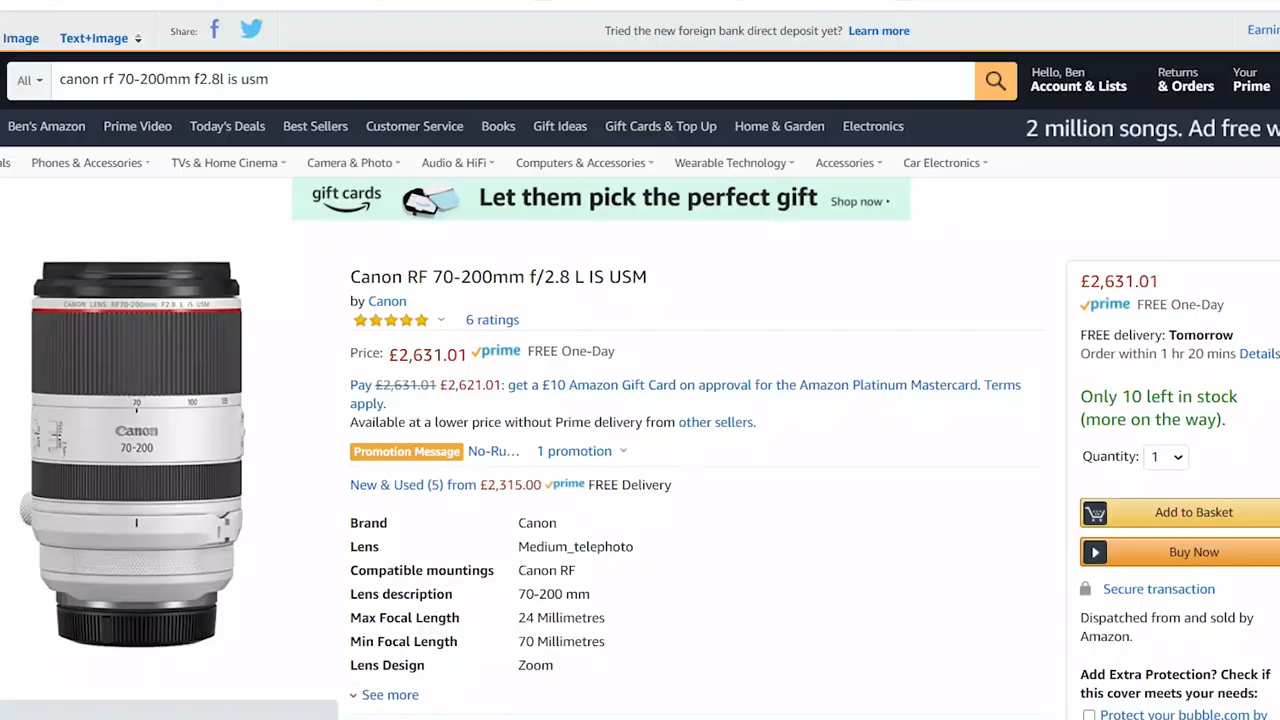 Image
Text+Image
Share:
Tried the new foreign bank direct deposit yet? Learn more
All
canon rf 70-200mm f2.8l is usm
Hello, Ben
Account & Lists
Returns
& Orders
Your
Prime
Ben's Amazon Prime Video Today's Deals Best Sellers Customer Service Books Gift Ideas Gift Cards & Top Up Home & Garden Electronics
2 million songs. Ad free
Phones & Accessories TVs & Home Cinema Camera & Photo Audio & HiFi Computers & Accessories Wearable Technology Accessories Car Electronics
gift cards
Let them pick the perfect gift Shop now
CANON LENS RF70-200mm F2.8 L IS USM
70 100 135
Canon
70-200
Canon RF 70-200mm f/2.8 L IS USM
by Canon
6 ratings
Price: £2,631.01 prime FREE One-Day
Pay £2,631.01 £2,621.01: get a £10 Amazon Gift Card on approval for the Amazon Platinum Mastercard. Terms
apply.
Available at a lower price without Prime delivery from other sellers.
Promotion Message No-Ru... 1 promotion
New & Used (5) from £2,315.00 prime FREE Delivery
Brand Canon
Lens Medium_telephoto
Compatible mountings Canon RF
Lens description 70-200 mm
Max Focal Length 24 Millimetres
Min Focal Length 70 Millimetres
Lens Design Zoom
See more
£2,631.01
prime FREE One-Day
FREE delivery: Tomorrow
Order within 1 hr 20 mins Details
Only 10 left in stock
(more on the way).
Quantity: 1
Add to Basket
Buy Now
Secure transaction
Dispatched from and sold by
Amazon.
Add Extra Protection? Check if
this cover meets your needs:
Protect your bubble.com by